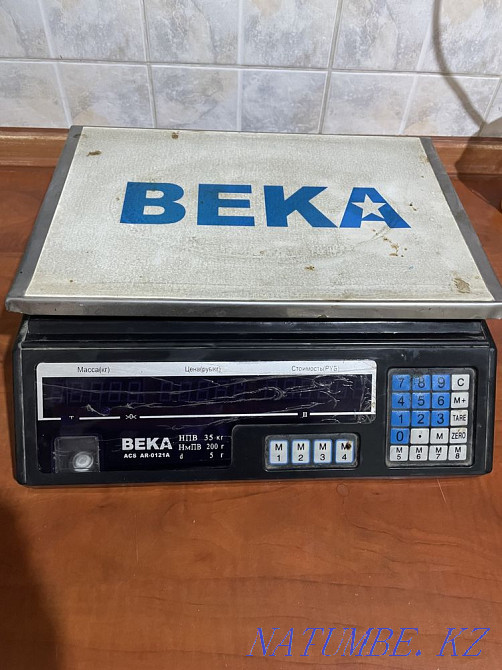 BEKA
Масса(кг) Цена(руб/кг) Стоимость(РУБ)
7 8 9 C
4 5 6 M+
1 2 3 TARE
0 . M ZERO
M 5 M 6 M 7 M 8
BEKA
ACS AR-0121A
НПВ 35 кг
НмПВ 200 г
d 5 г
M 1 M 2 M 3 M 4
NATUMBE.KZ